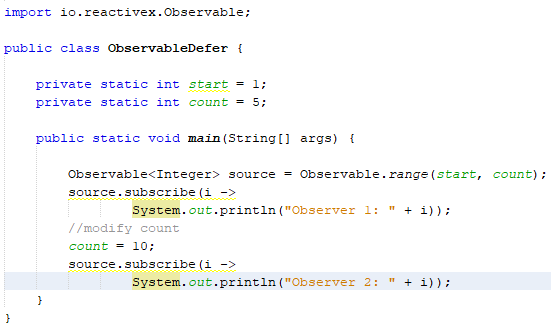 import io.reactivex.Observable;
public class ObservableDefer {
private static int start = 1;
private static int count = 5;
public static void main(String[] args) {
Observable<Integer> source = Observable.range(start, count);
source.subscribe(i ->
System.out.println("Observer 1: " + i));
//modify count
count = 10;
source.subscribe(i ->
System.out.println("Observer 2: " + i));
}
}